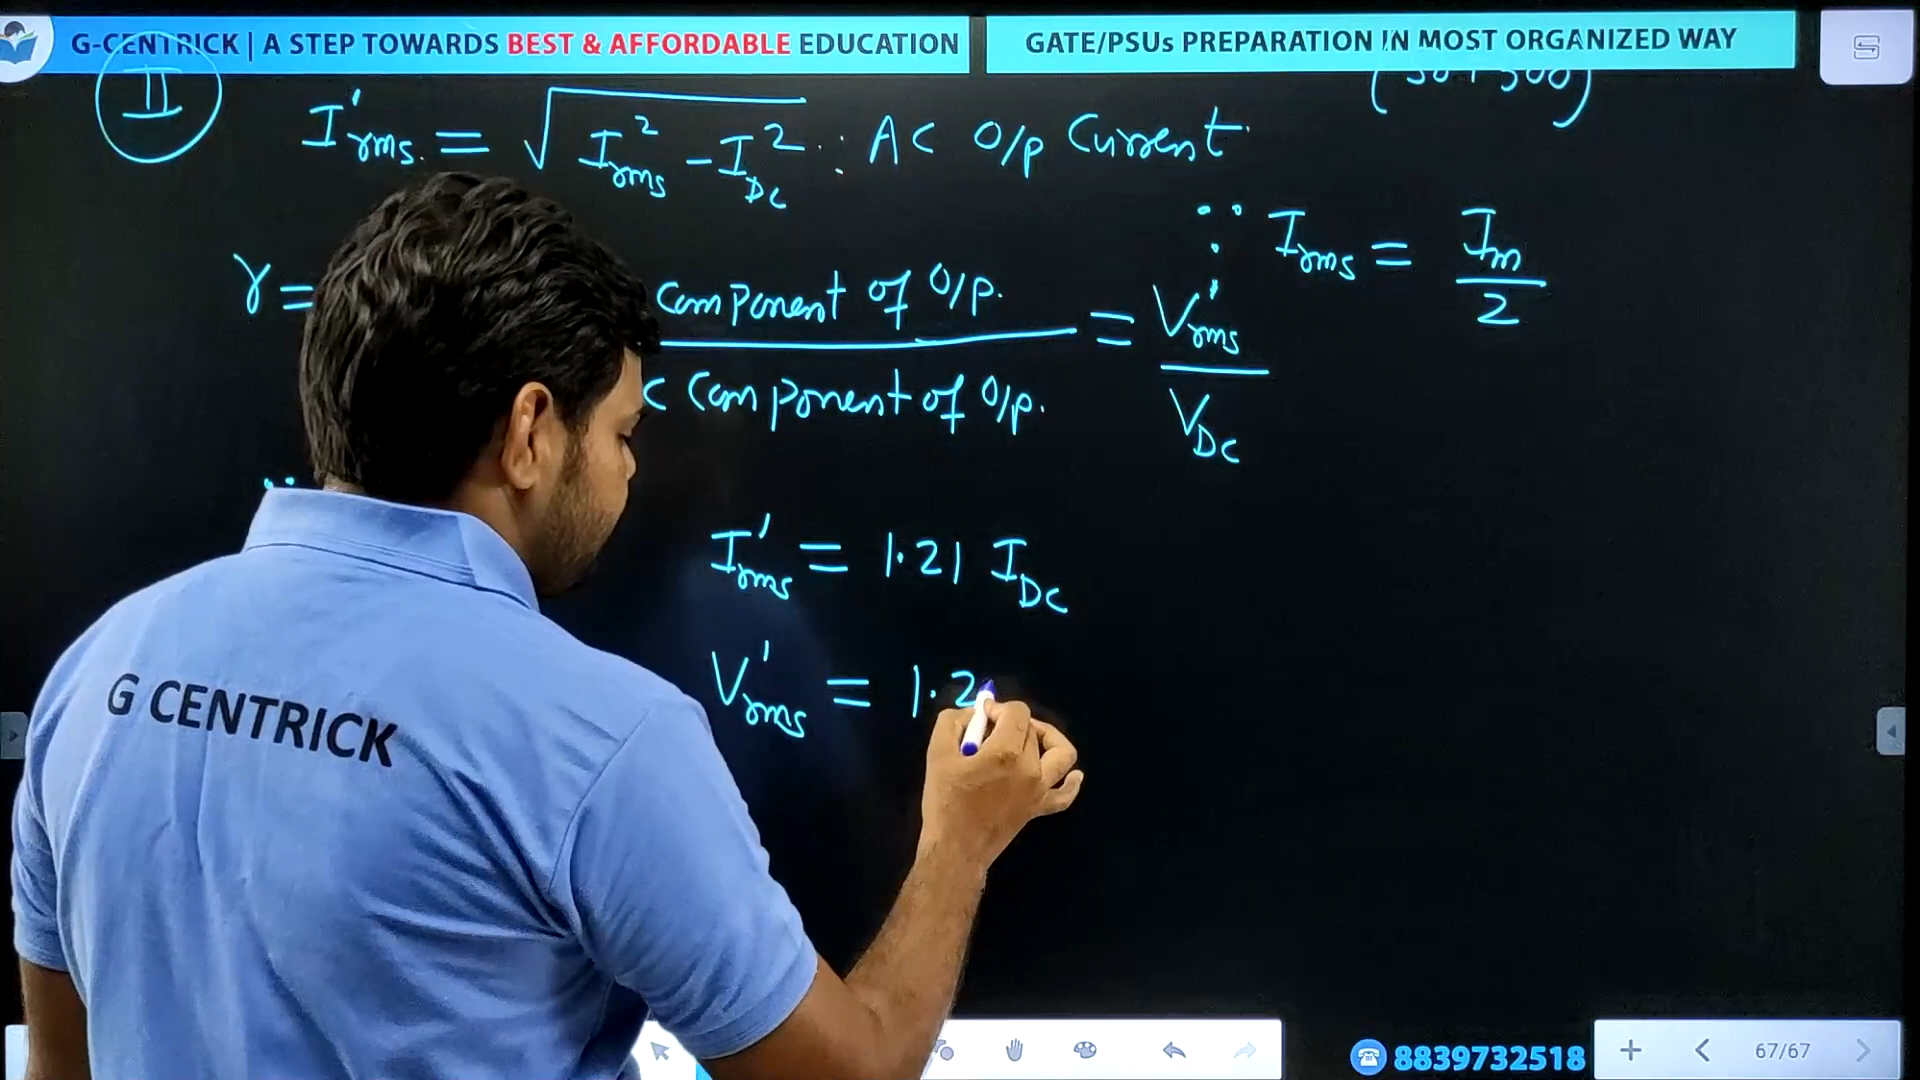 G-CENTRICK | A STEP TOWARDS BEST & AFFORDABLE EDUCATION
GATE/PSUs PREPARATION IN MOST ORGANIZED WAY
II
I'rms. = √(I²rms - I²DC) : AC O/p Current.
∵ Irms = Im/2
γ =
component of O/p.
C Component of O/p.
= V'rms/VDC
I'rms = 1.21 IDC
V'rms = 1.2
G CENTRICK
8839732518
67/67